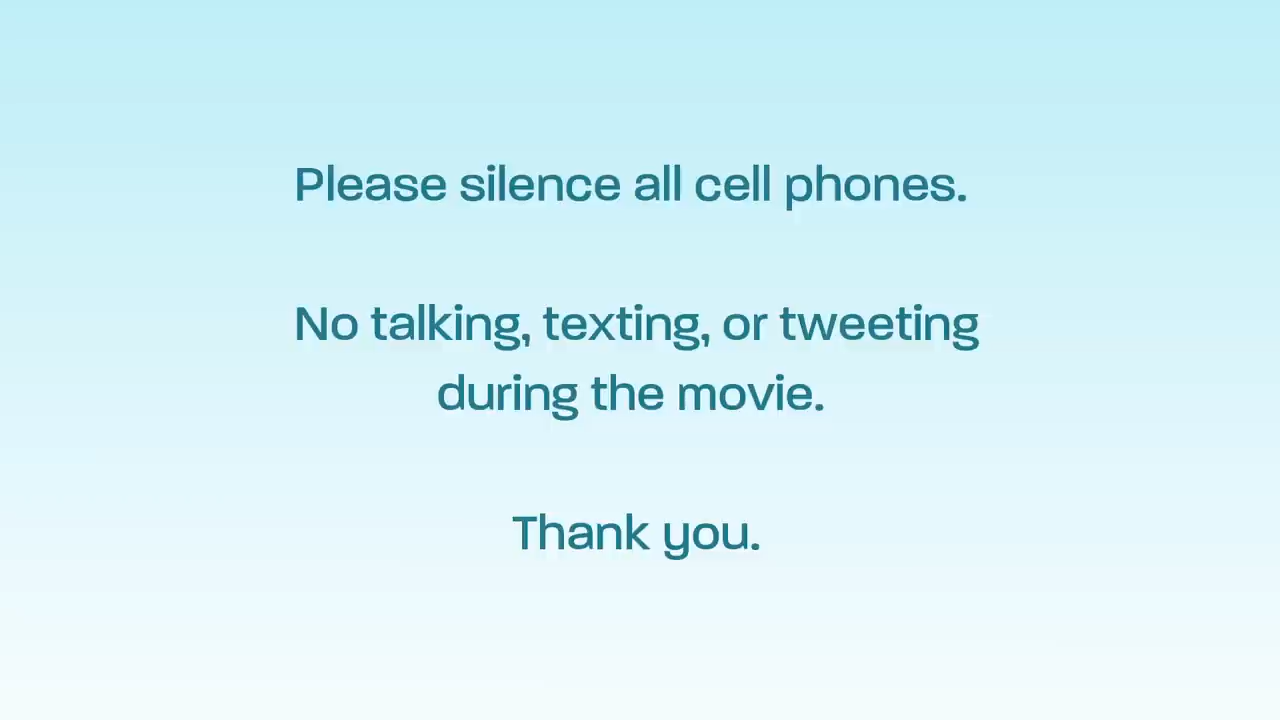 Please silence all cell phones.
No talking, texting, or tweeting
during the movie.
Thank you.